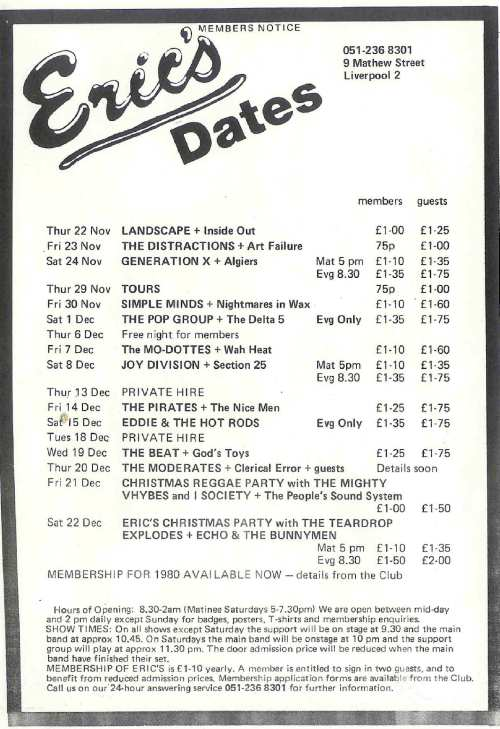 MEMBERS NOTICE
Eric's
Dates
051-236 8301
9 Mathew Street
Liverpool 2
members guests
Thur 22 Nov LANDSCAPE + Inside Out £1-00 £1-25
Fri 23 Nov THE DISTRACTIONS + Art Failure 75p £1-00
Sat 24 Nov GENERATION X + Algiers Mat 5 pm £1-10 £1-35
Evg 8.30 £1-35 £1-75
Thur 29 Nov TOURS 75p £1-00
Fri 30 Nov SIMPLE MINDS + Nightmares in Wax £1-10 £1-60
Sat 1 Dec THE POP GROUP + The Delta 5 Evg Only £1-35 £1-75
Thur 6 Dec Free night for members
Fri 7 Dec The MO-DOTTES + Wah Heat £1-10 £1-60
Sat 8 Dec JOY DIVISION + Section 25 Mat 5pm £1-10 £1-35
Evg 8.30 £1-35 £1-75
Thur 13 Dec PRIVATE HIRE
Fri 14 Dec THE PIRATES + The Nice Men £1-25 £1-75
Sat 15 Dec EDDIE & THE HOT RODS Evg Only £1-35 £1-75
Tues 18 Dec PRIVATE HIRE
Wed 19 Dec THE BEAT + God's Toys £1-25 £1-75
Thur 20 Dec THE MODERATES + Clerical Error + guests Details soon
Fri 21 Dec CHRISTMAS REGGAE PARTY with THE MIGHTY
VHYBES and I SOCIETY + The People's Sound System
£1-00 £1-50
Sat 22 Dec ERIC'S CHRISTMAS PARTY with THE TEARDROP
EXPLODES + ECHO & THE BUNNYMEN
Mat 5 pm £1-10 £1-35
Evg 8.30 £1-50 £2-00
MEMBERSHIP FOR 1980 AVAILABLE NOW – details from the Club
Hours of Opening: 8.30-2am (Matinee Saturdays 5-7.30pm) We are open between mid-day
and 2 pm daily except Sunday for badges, posters, T-shirts and membership enquiries.
SHOW TIMES: On all shows except Saturday the support will be on stage at 9.30 and the main
band at approx 10.45. On Saturdays the main band will be onstage at 10 pm and the support
group will play at approx 11.30 pm. The door admission price will be reduced when the main
band have finished their set.
MEMBERSHIP OF ERIC'S is £1-10 yearly. A member is entitled to sign in two guests, and to
benefit from reduced admission prices. Membership application forms are available from the Club.
Call us on our 24-hour answering service 051-236 8301 for further information.